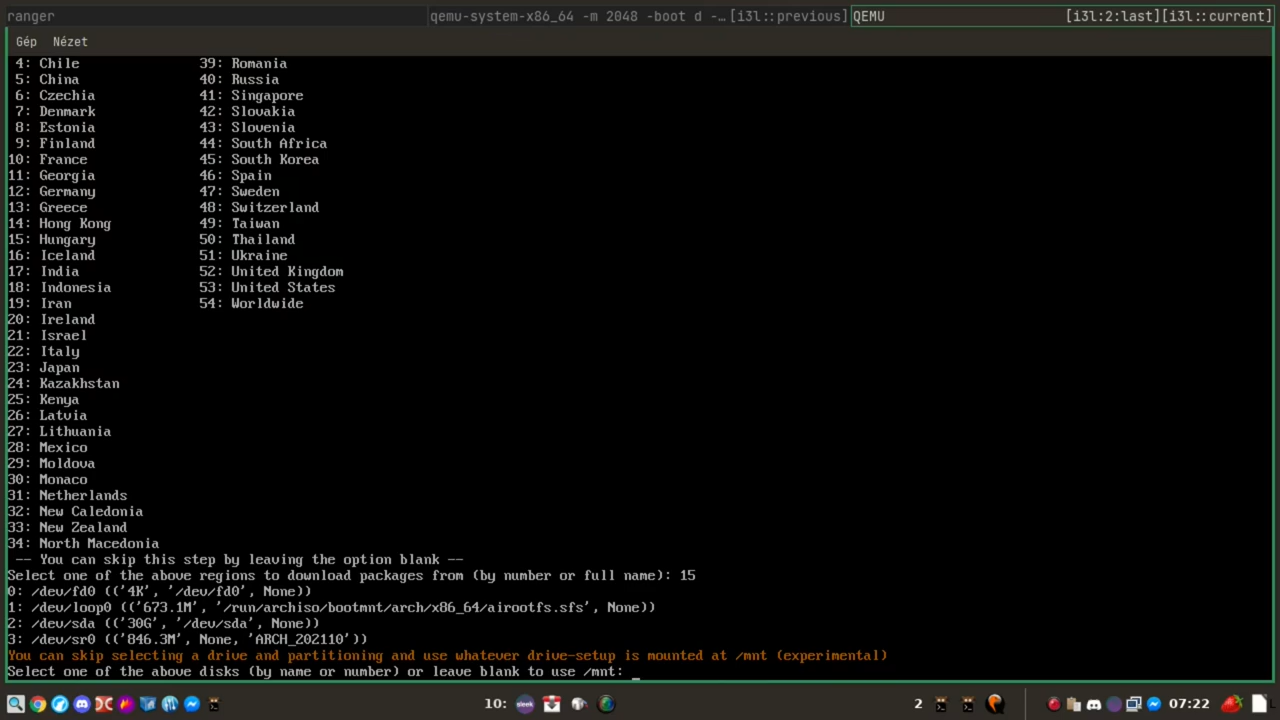 ranger
qemu-system-x86_64 -m 2048 -boot d -…[i3l::previous]
QEMU [i3l:2:last][i3l::current]
Gép Nézet
4: Chile 39: Romania
5: China 40: Russia
6: Czechia 41: Singapore
7: Denmark 42: Slovakia
8: Estonia 43: Slovenia
9: Finland 44: South Africa
10: France 45: South Korea
11: Georgia 46: Spain
12: Germany 47: Sweden
13: Greece 48: Switzerland
14: Hong Kong 49: Taiwan
15: Hungary 50: Thailand
16: Iceland 51: Ukraine
17: India 52: United Kingdom
18: Indonesia 53: United States
19: Iran 54: Worldwide
20: Ireland
21: Israel
22: Italy
23: Japan
24: Kazakhstan
25: Kenya
26: Latvia
27: Lithuania
28: Mexico
29: Moldova
30: Monaco
31: Netherlands
32: New Caledonia
33: New Zealand
34: North Macedonia
-- You can skip this step by leaving the option blank --
Select one of the above regions to download packages from (by number or full name): 15
0: /dev/fd0 (('4K', '/dev/fd0', None))
1: /dev/loop0 (('673.1M', '/run/archiso/bootmnt/arch/x86_64/airootfs.sfs', None))
2: /dev/sda (('30G', '/dev/sda', None))
3: /dev/sr0 (('846.3M', None, 'ARCH_202110'))
You can skip selecting a drive and partitioning and use whatever drive-setup is mounted at /mnt (experimental)
Select one of the above disks (by name or number) or leave blank to use /mnt: _
10: sleek 2 07:22